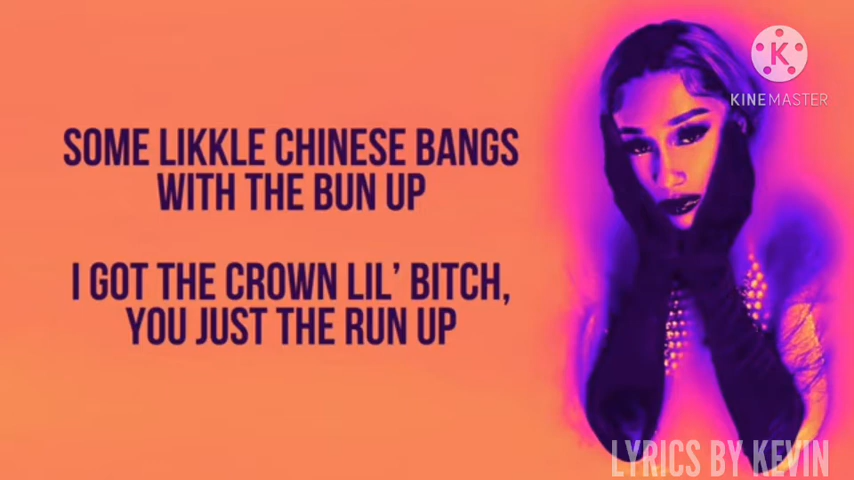 SOME LIKKLE CHINESE BANGS
WITH THE BUN UP
I GOT THE CROWN LIL' BITCH,
YOU JUST THE RUN UP
K
KINEMASTER
LYRICS BY KEVIN